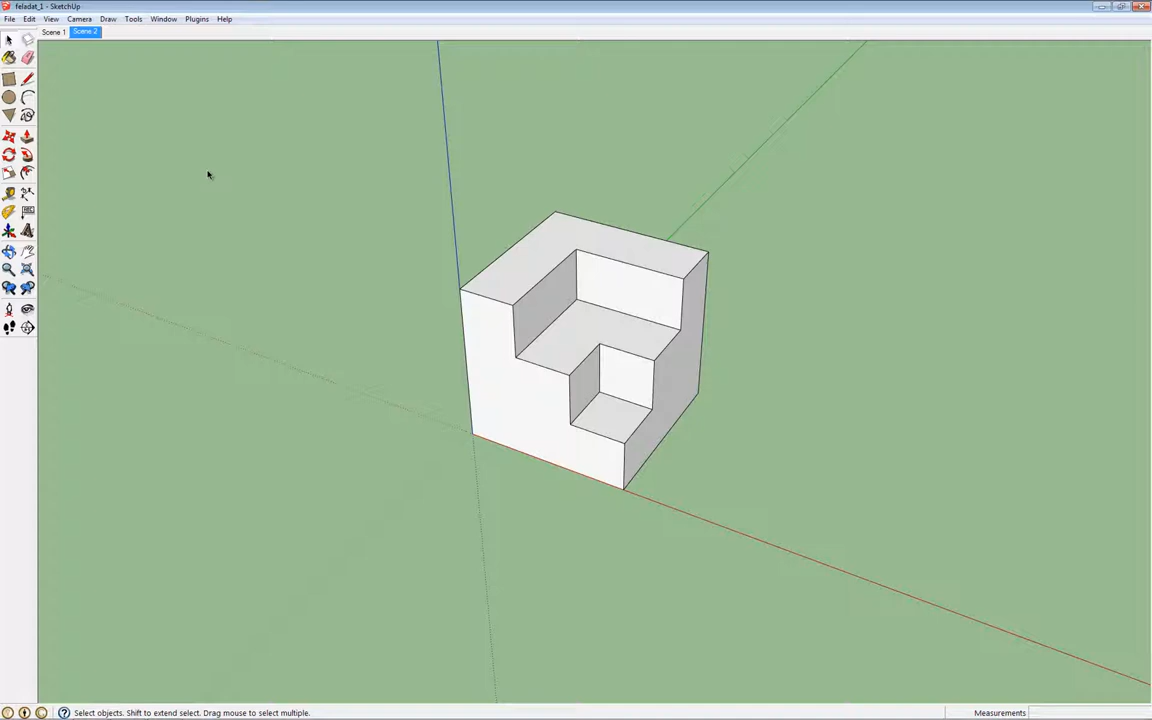 feladat_1 - SketchUp
File Edit View Camera Draw Tools Window Plugins Help
Scene 1 Scene 2
Select objects. Shift to extend select. Drag mouse to select multiple. Measurements